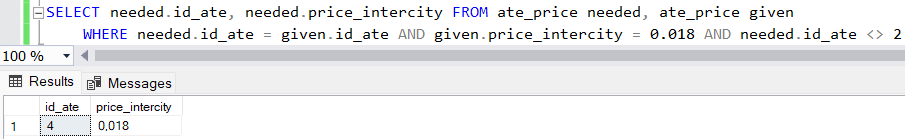 SELECT needed.id_ate, needed.price_intercity FROM ate_price needed, ate_price given
WHERE needed.id_ate = given.id_ate AND given.price_intercity = 0.018 AND needed.id_ate <> 2
100 %
Results Messages
id_ate price_intercity
1 4 0,018